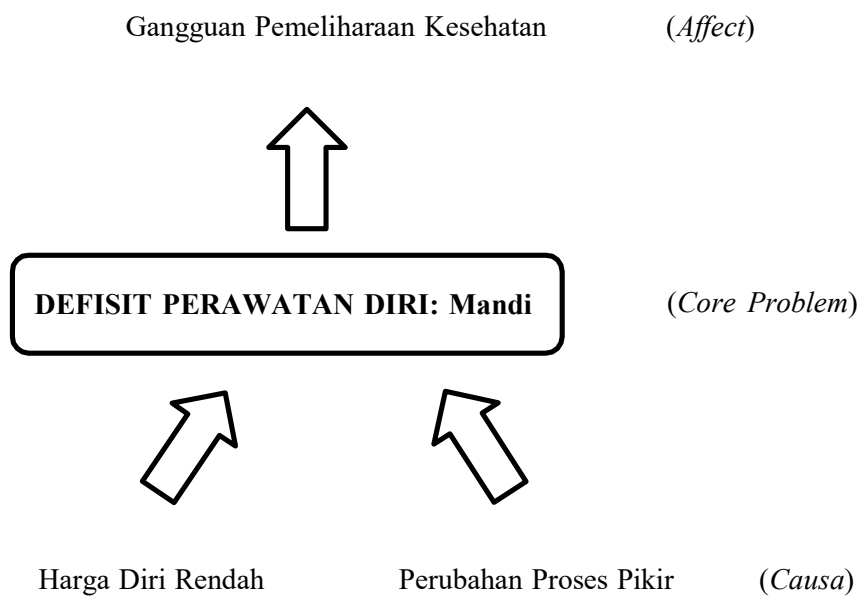 Gangguan Pemeliharaan Kesehatan (Affect)
DEFISIT PERAWATAN DIRI: Mandi (Core Problem)
Harga Diri Rendah Perubahan Proses Pikir (Causa)